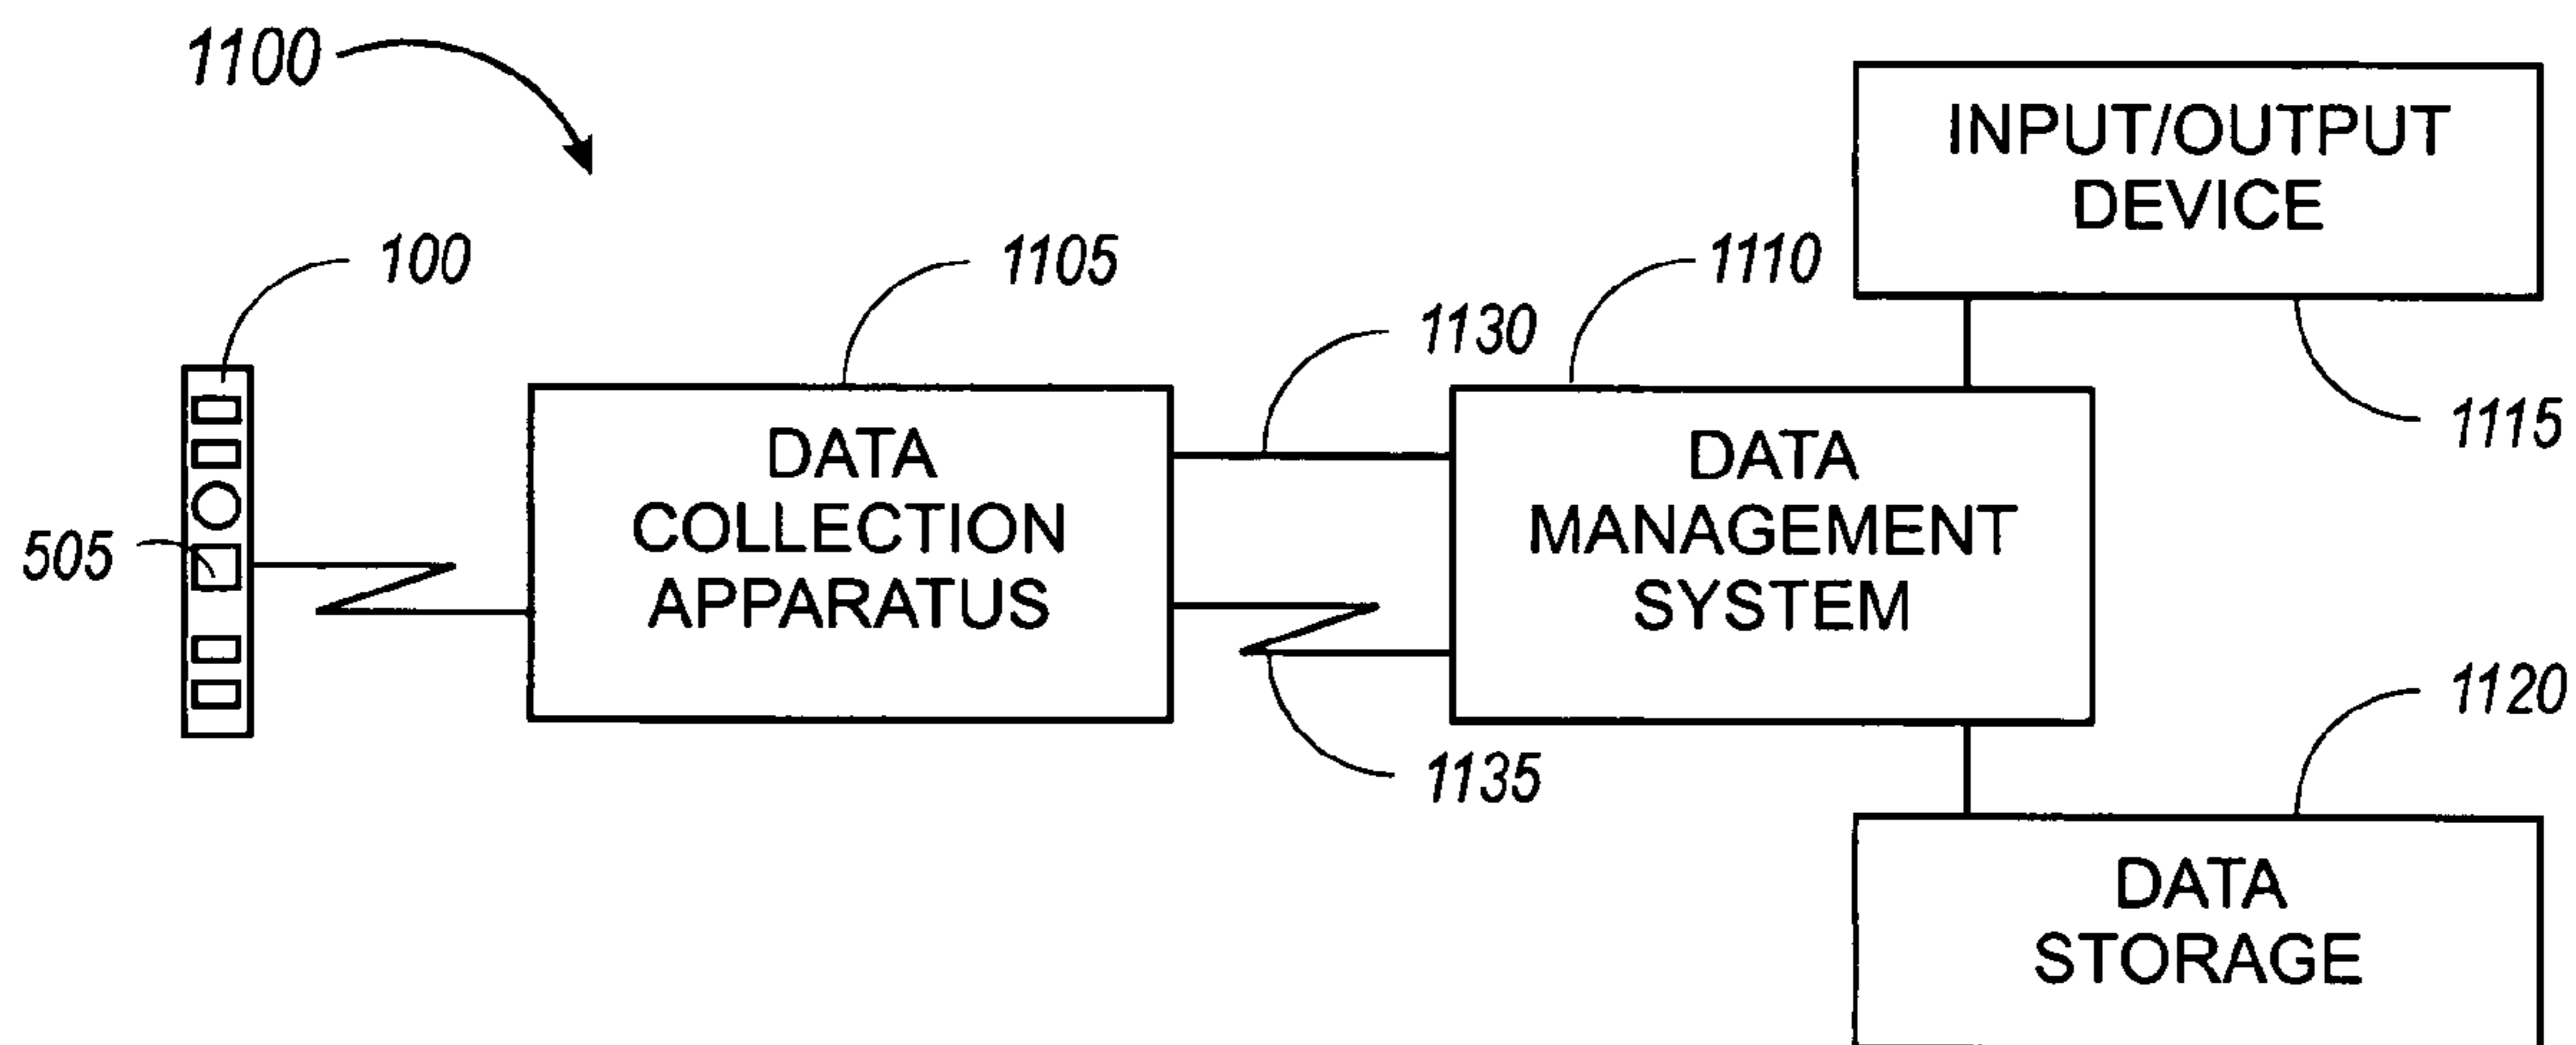 1100
INPUT/OUTPUT
DEVICE
100
1105
1110
1130
1115
DATA
COLLECTION
APPARATUS
DATA
MANAGEMENT
SYSTEM
505
1135
1120
DATA
STORAGE